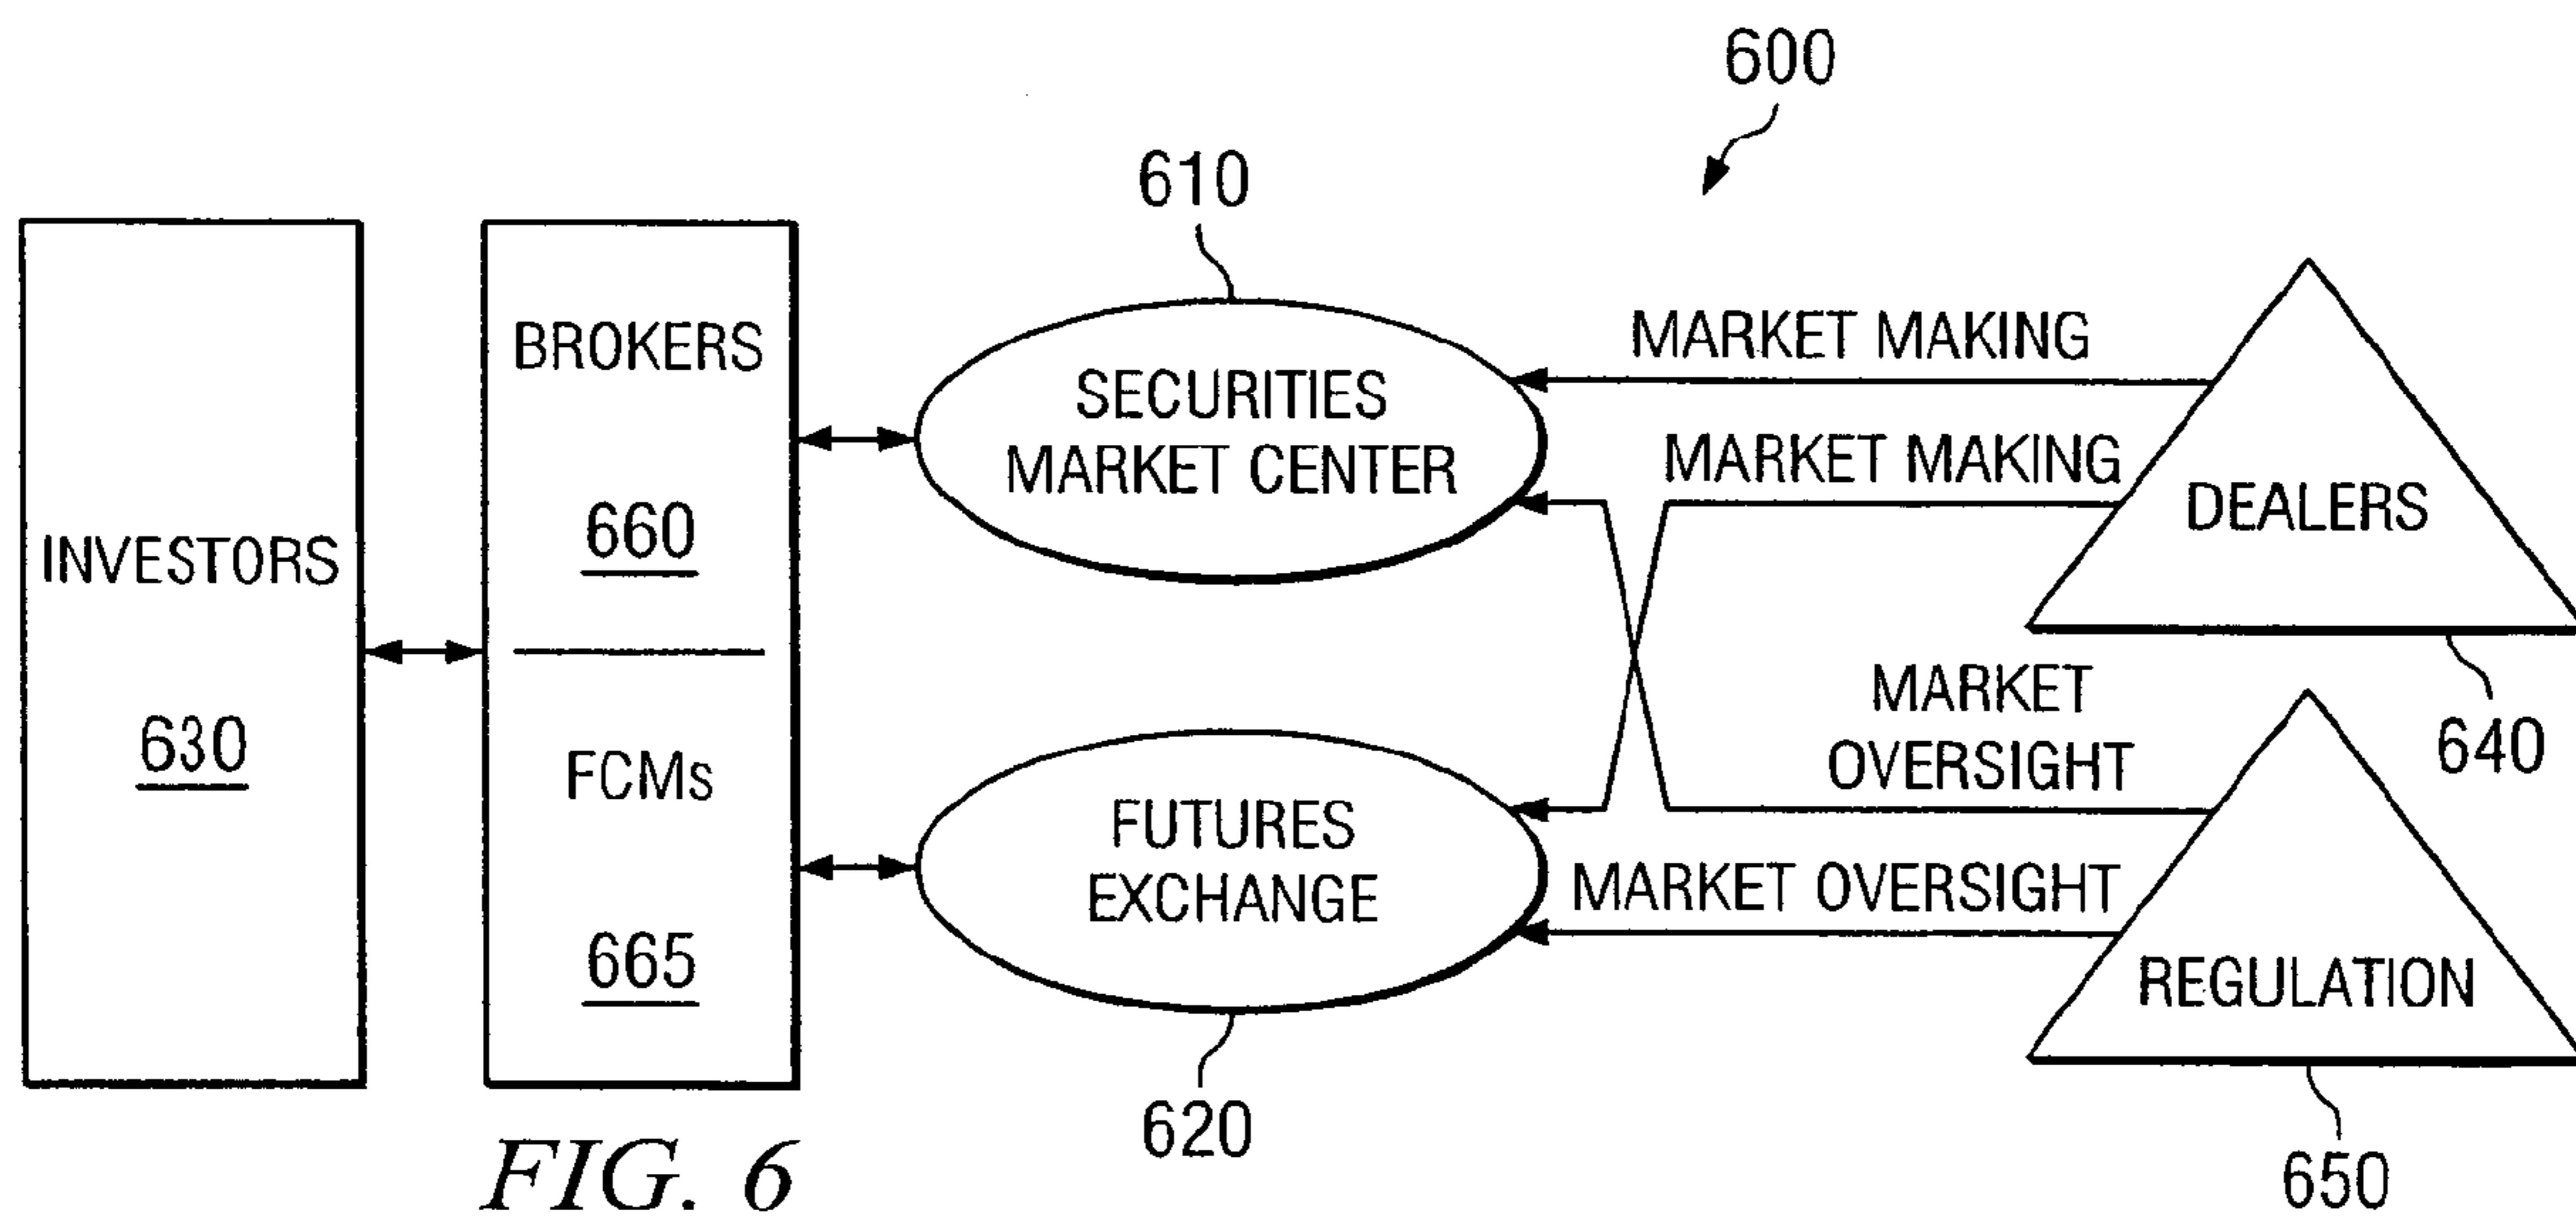 600
610
MARKET MAKING
BROKERS
SECURITIES
MARKET CENTER
MARKET MAKING
DEALERS
660
INVESTORS
630
MARKET
OVERSIGHT
640
FCMs
FUTURES
EXCHANGE
MARKET OVERSIGHT
665
REGULATION
620
650
FIG. 6